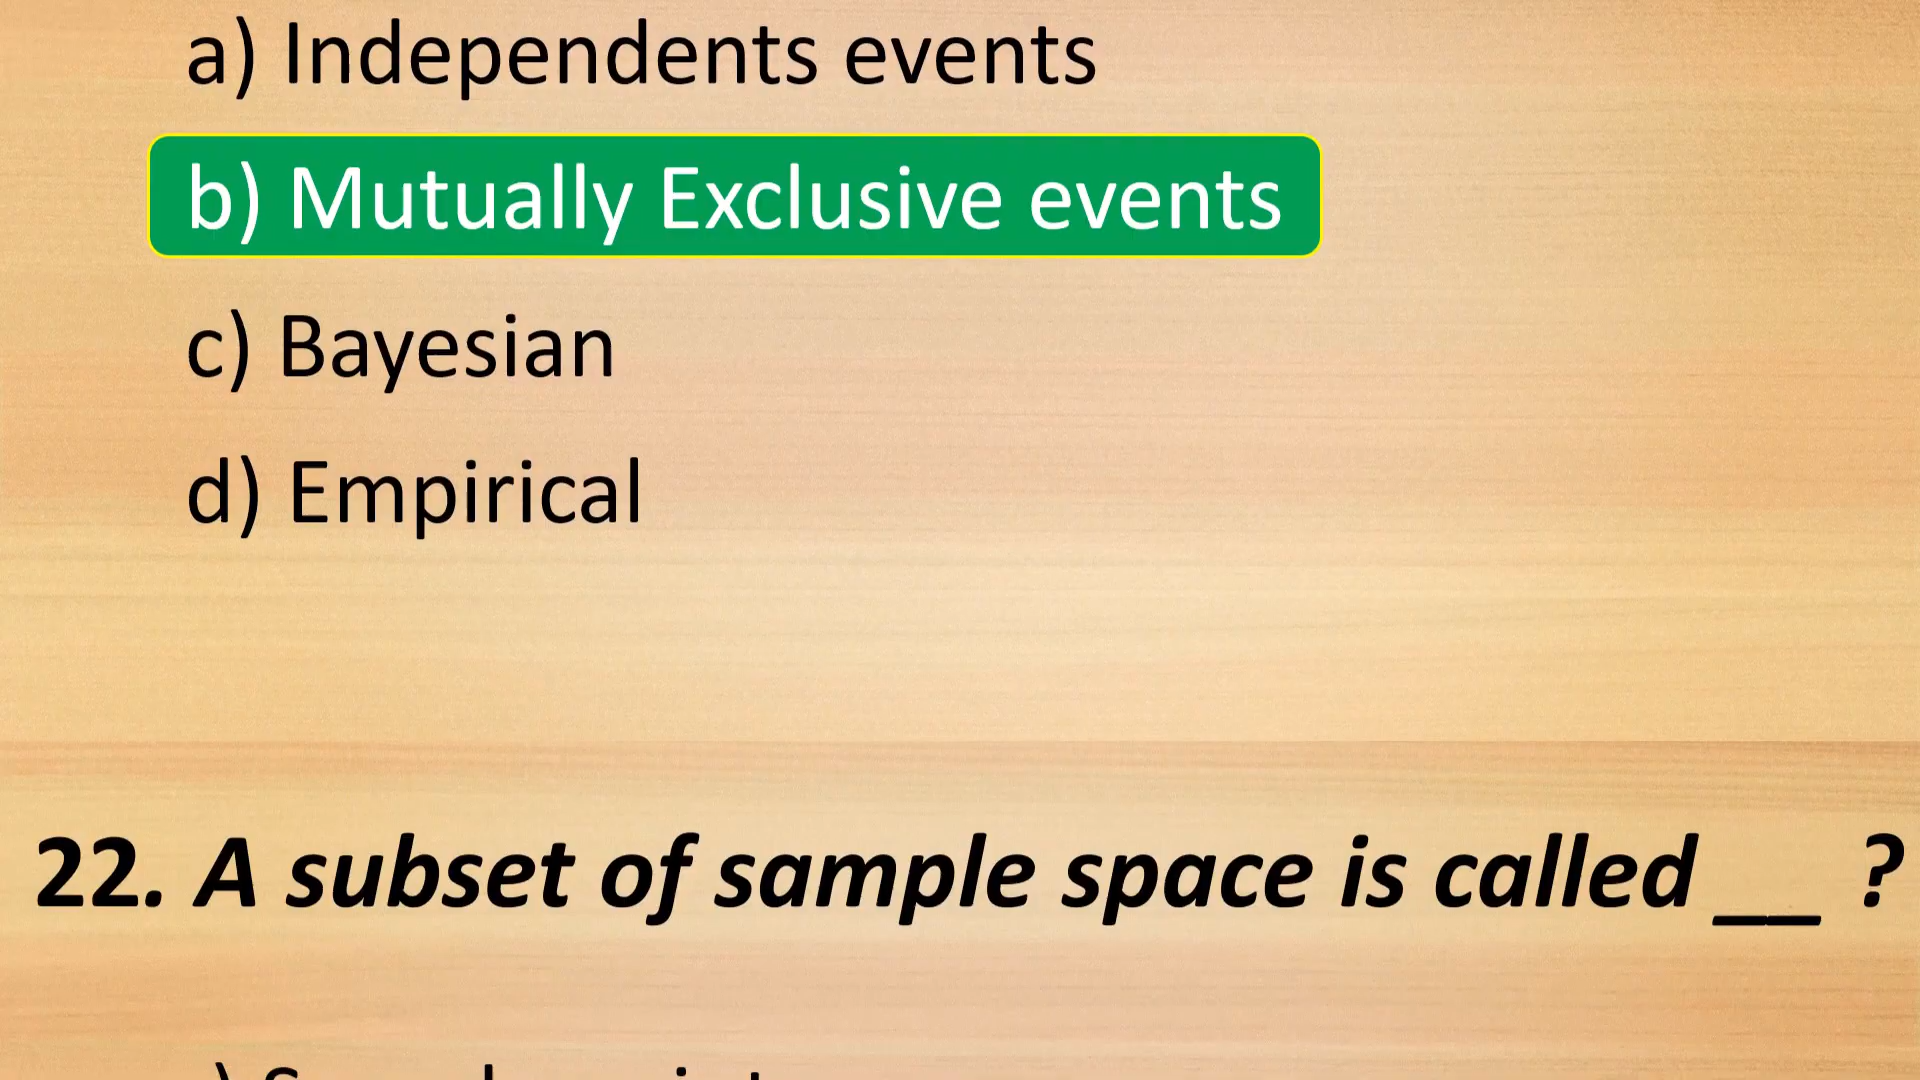 a) Independents events
b) Mutually Exclusive events
c) Bayesian
d) Empirical
22. A subset of sample space is called __ ?